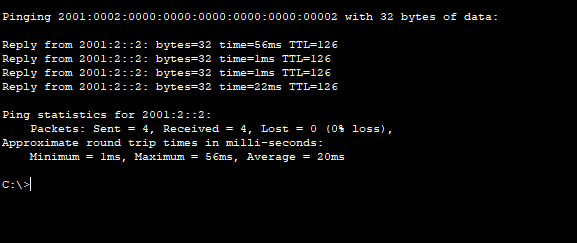 Pinging 2001:0002:0000:0000:0000:0000:0000:00002 with 32 bytes of data:
Reply from 2001:2::2: bytes=32 time=56ms TTL=126
Reply from 2001:2::2: bytes=32 time=1ms TTL=126
Reply from 2001:2::2: bytes=32 time=1ms TTL=126
Reply from 2001:2::2: bytes=32 time=22ms TTL=126
Ping statistics for 2001:2::2:
Packets: Sent = 4, Received = 4, Lost = 0 (0% loss),
Approximate round trip times in milli-seconds:
Minimum = 1ms, Maximum = 56ms, Average = 20ms
C:\>